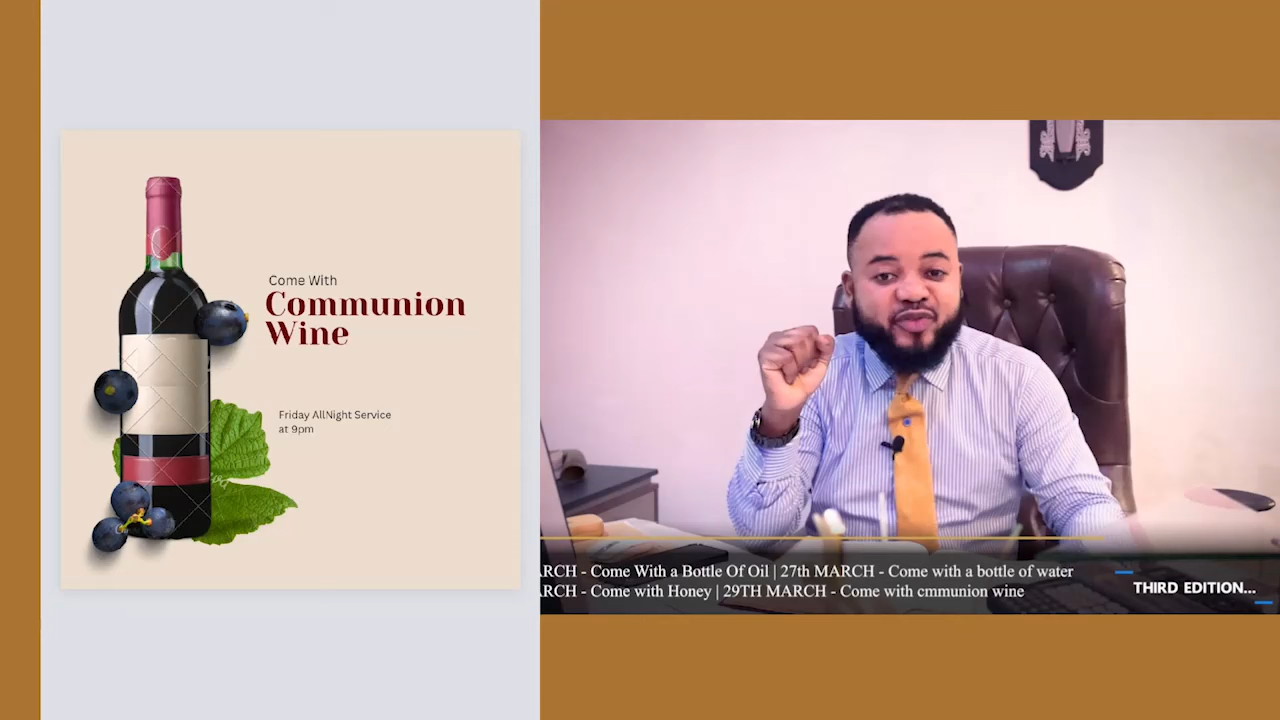 Come With
Communion
Wine
Friday AllNight Service
at 9pm
ARCH - Come With a Bottle Of Oil | 27th MARCH - Come with a bottle of water
ARCH - Come with Honey | 29TH MARCH - Come with cmmunion wine
THIRD EDITION...